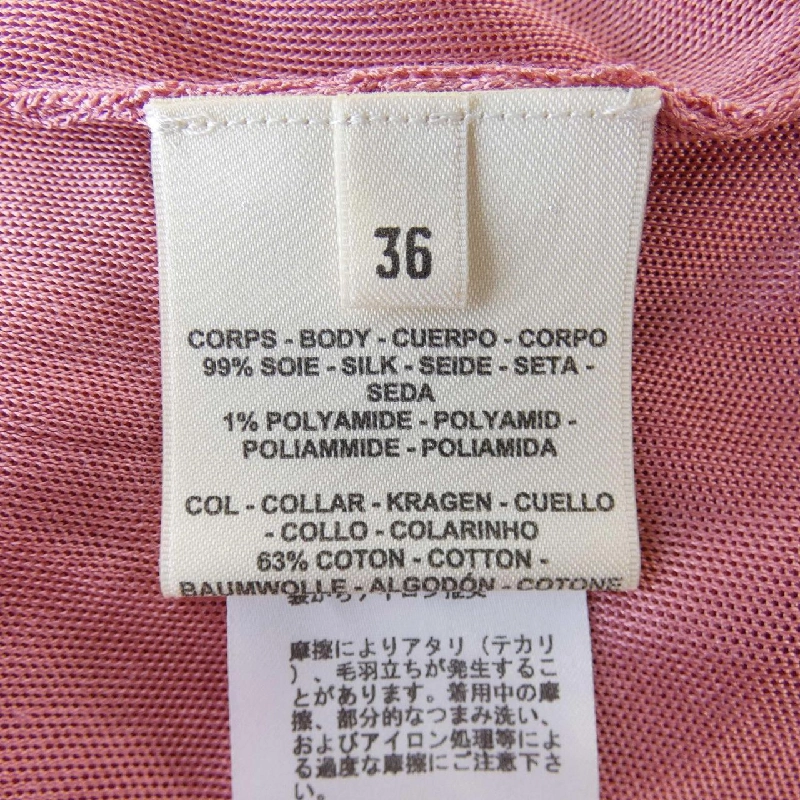 36
CORPS - BODY - CUERPO - CORPO
99% SOIE - SILK - SEIDE - SETA -
SEDA
1% POLYAMIDE - POLYAMID -
POLIAMMIDE - POLIAMIDA
COL - COLLAR - KRAGEN - CUELLO
- COLLO - COLARINHO
63% COTON - COTTON -
BAUMWOLLE - ALGODÓN - COTONE
摩擦によりアタリ（テカリ
）、毛羽立ちが発生するこ
とがあります。着用中の摩
擦、部分的なつまみ洗い、
およびアイロン処理等によ
る過度な摩擦にご注意下さ
い。